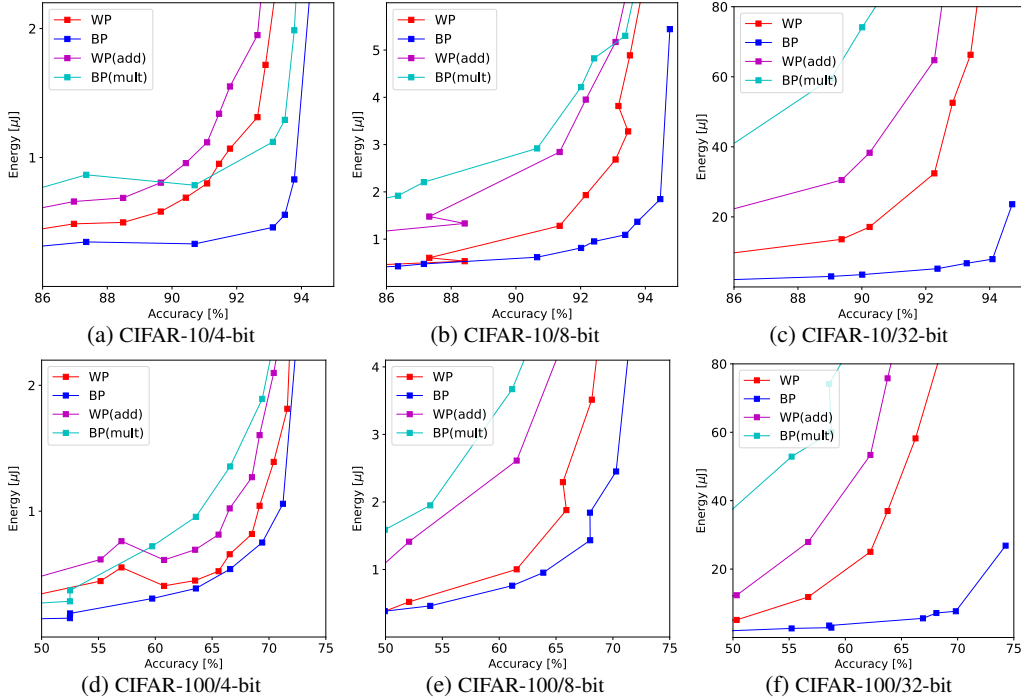 WP
BP
WP(add)
BP(mult)
Energy [μJ]
2
1
86 88 90 92 94
Accuracy [%]
(a) CIFAR-10/4-bit
WP
BP
WP(add)
BP(mult)
Energy [μJ]
5
4
3
2
1
86 88 90 92 94
Accuracy [%]
(b) CIFAR-10/8-bit
WP
BP
WP(add)
BP(mult)
Energy [μJ]
80
60
40
20
86 88 90 92 94
Accuracy [%]
(c) CIFAR-10/32-bit
WP
BP
WP(add)
BP(mult)
Energy [μJ]
2
1
50 55 60 65 70 75
Accuracy [%]
(d) CIFAR-100/4-bit
WP
BP
WP(add)
BP(mult)
Energy [μJ]
4
3
2
1
50 55 60 65 70 75
Accuracy [%]
(e) CIFAR-100/8-bit
WP
BP
WP(add)
BP(mult)
Energy [μJ]
80
60
40
20
50 55 60 65 70 75
Accuracy [%]
(f) CIFAR-100/32-bit